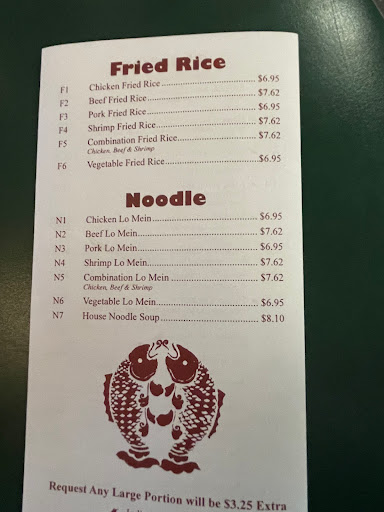 Fried Rice
F1 Chicken Fried Rice $6.95
F2 Beef Fried Rice $7.62
F3 Pork Fried Rice $6.95
F4 Shrimp Fried Rice $7.62
F5 Combination Fried Rice $7.62
Chicken, Beef & Shrimp
F6 Vegetable Fried Rice $6.95
Noodle
N1 Chicken Lo Mein $6.95
N2 Beef Lo Mein $7.62
N3 Pork Lo Mein $6.95
N4 Shrimp Lo Mein $7.62
N5 Combination Lo Mein $7.62
Chicken, Beef & Shrimp
N6 Vegetable Lo Mein $6.95
N7 House Noodle Soup $8.10
Request Any Large Portion will be $3.25 Extra